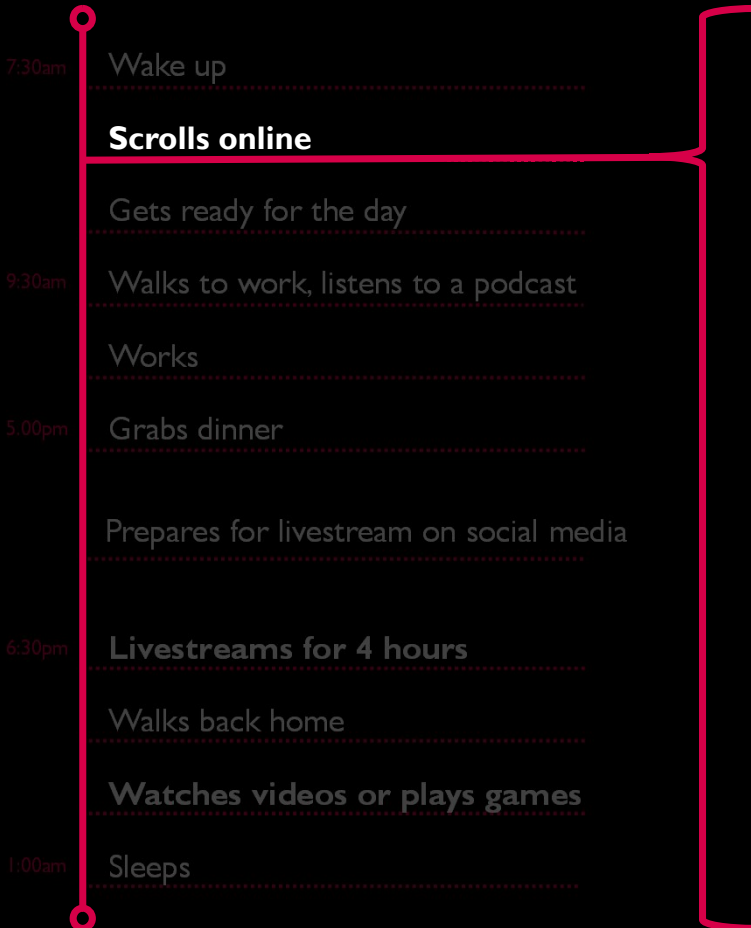 7:30am Wake up
Scrolls online
Gets ready for the day
9:30am Walks to work, listens to a podcast
Works
5.00pm Grabs dinner
Prepares for livestream on social media
6:30pm Livestreams for 4 hours
Walks back home
Watches videos or plays games
1:00am Sleeps